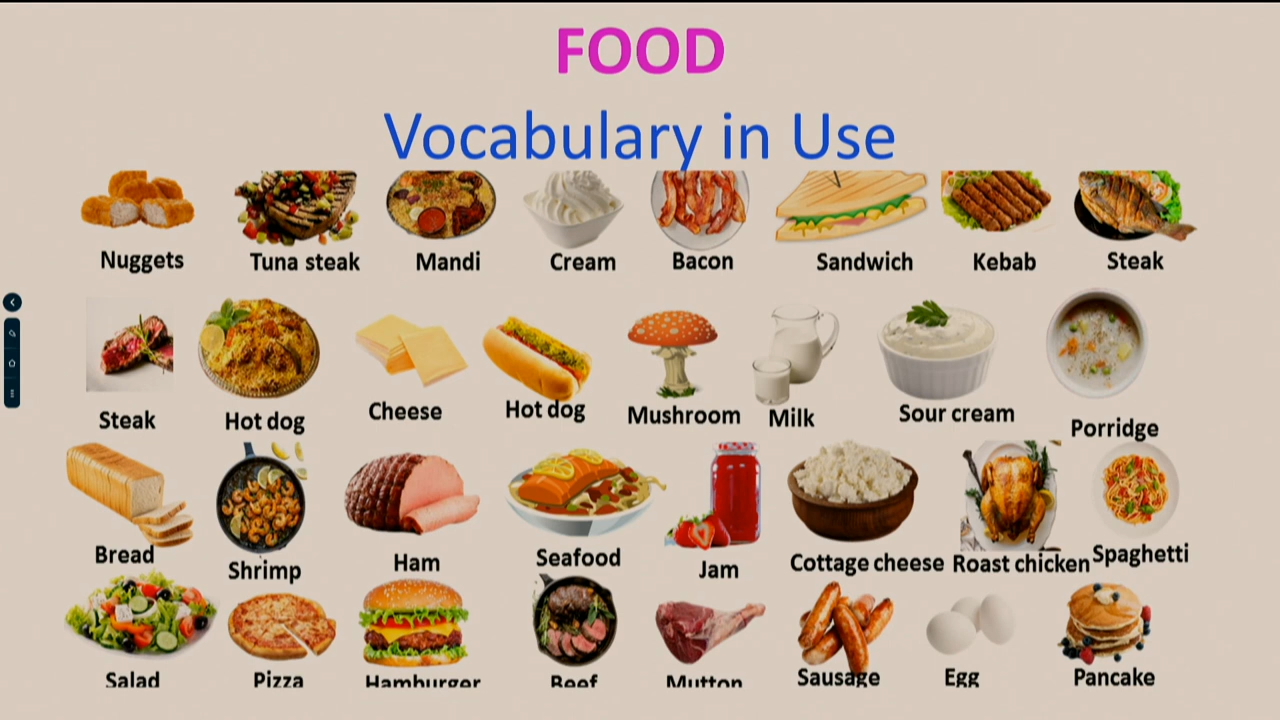 FOOD
Vocabulary in Use
Nuggets Tuna steak Mandi Cream Bacon Sandwich Kebab Steak
Steak Hot dog Cheese Hot dog Mushroom Milk Sour cream Porridge
Bread Shrimp Ham Seafood Jam Cottage cheese Roast chicken Spaghetti
Salad Pizza Hamburger Beef Mutton Sausage Egg Pancake